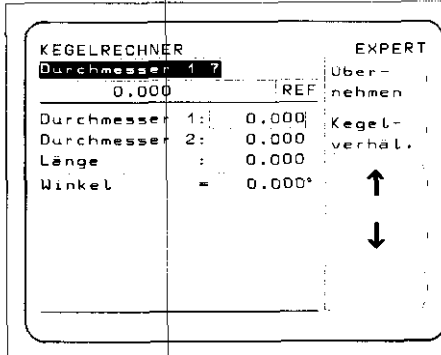 KEGELRECHNER EXPERT
Durchmesser 1 ?
0.000 REF
Über-
nehmen
Durchmesser 1: 0.000
Durchmesser 2: 0.000
Länge : 0.000
Winkel = 0.000°
Kegel-
verhäl.
↑
↓